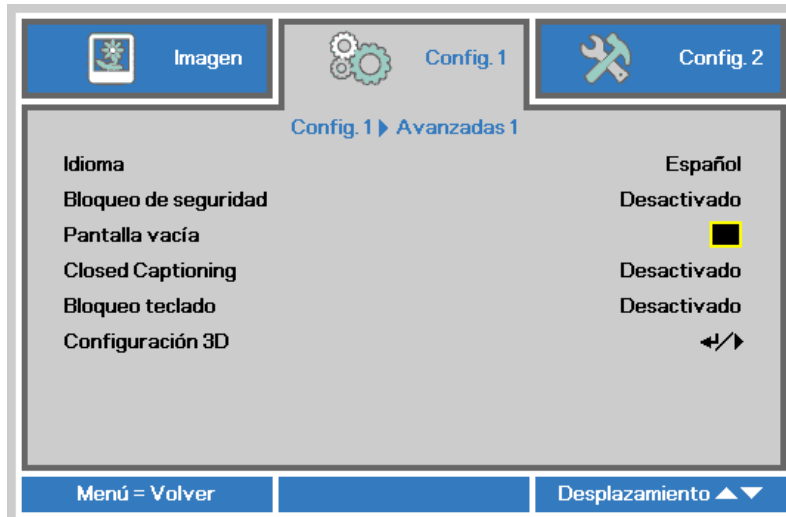 Imagen
Config. 1
Config. 2
Config. 1 Avanzadas 1
Idioma Español
Bloqueo de seguridad Desactivado
Pantalla vacía
Closed Captioning Desactivado
Bloqueo teclado Desactivado
Configuración 3D
Menú = Volver
Desplazamiento